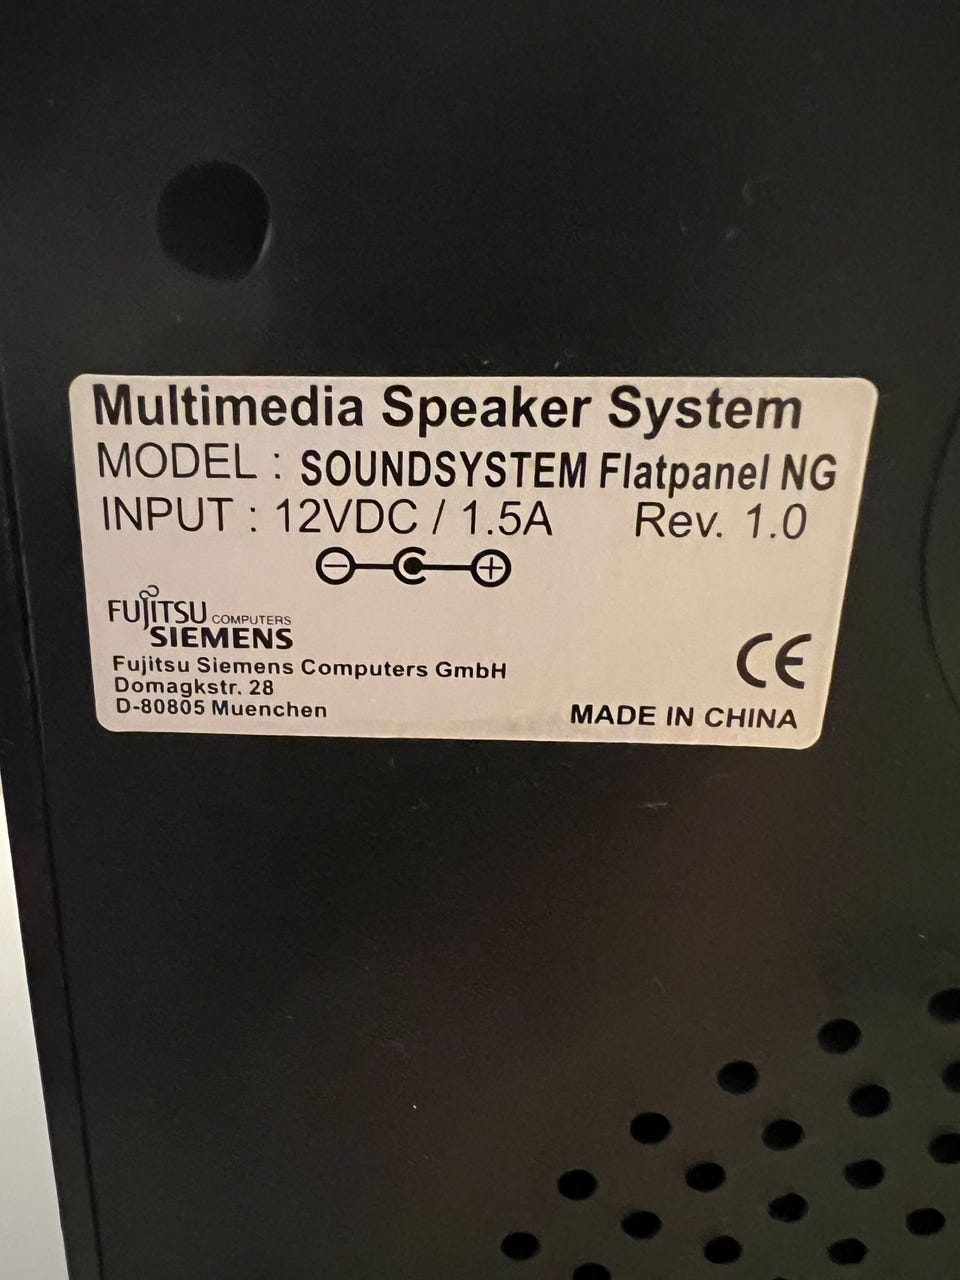 Multimedia Speaker System
MODEL : SOUNDSYSTEM Flatpanel NG
INPUT : 12VDC / 1.5A Rev. 1.0
FUJITSU COMPUTERS
SIEMENS
Fujitsu Siemens Computers GmbH
Domagkstr. 28
D-80805 Muenchen
CE
MADE IN CHINA